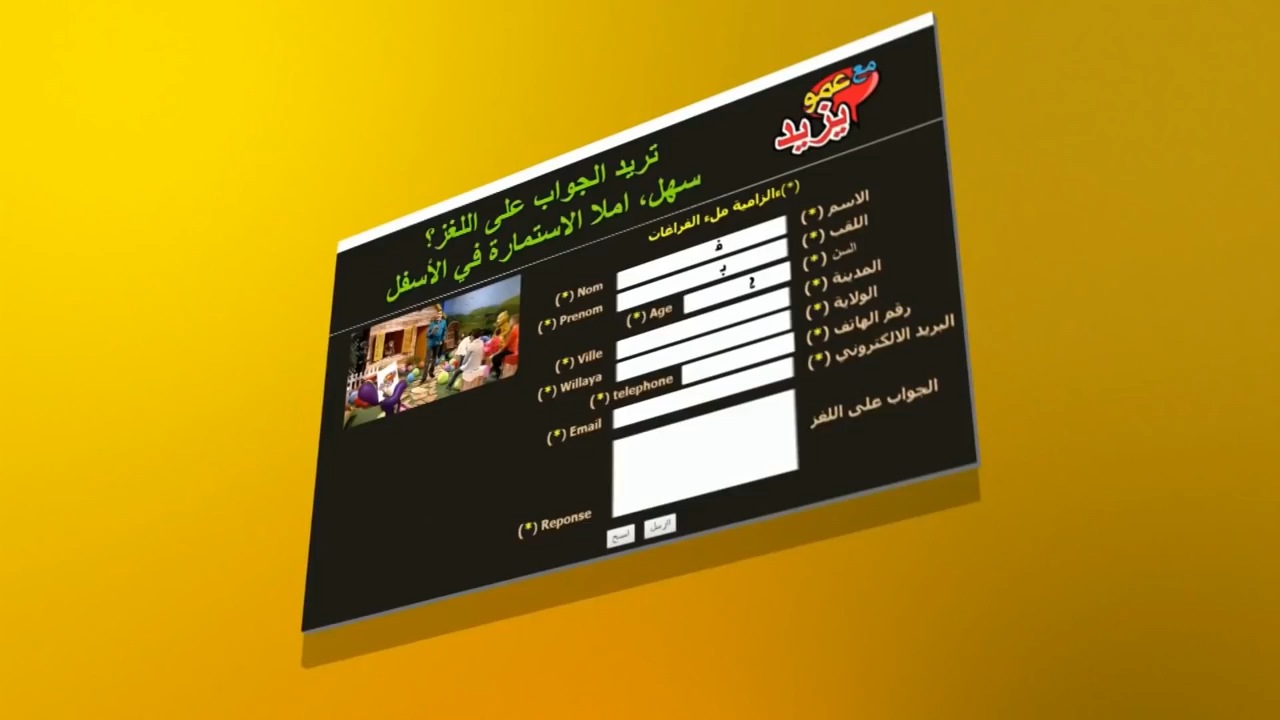 مع
عمو
يزيد
تريد الجواب على اللغز؟
سهل، املا الاستمارة في الأسفل
(*)ءالزامية ملء الفراغات
الاسم (*)
ف
Nom (*)
اللقب (*)
ب
Prenom (*)
السن (*)
ج
Age (*)
المدينة (*)
Ville (*)
الولاية (*)
Willaya (*)
رقم الهاتف (*)
telephone (*)
البريد الالكتروني (*)
Email (*)
الجواب على اللغز
Reponse (*)
ارسل
امسح